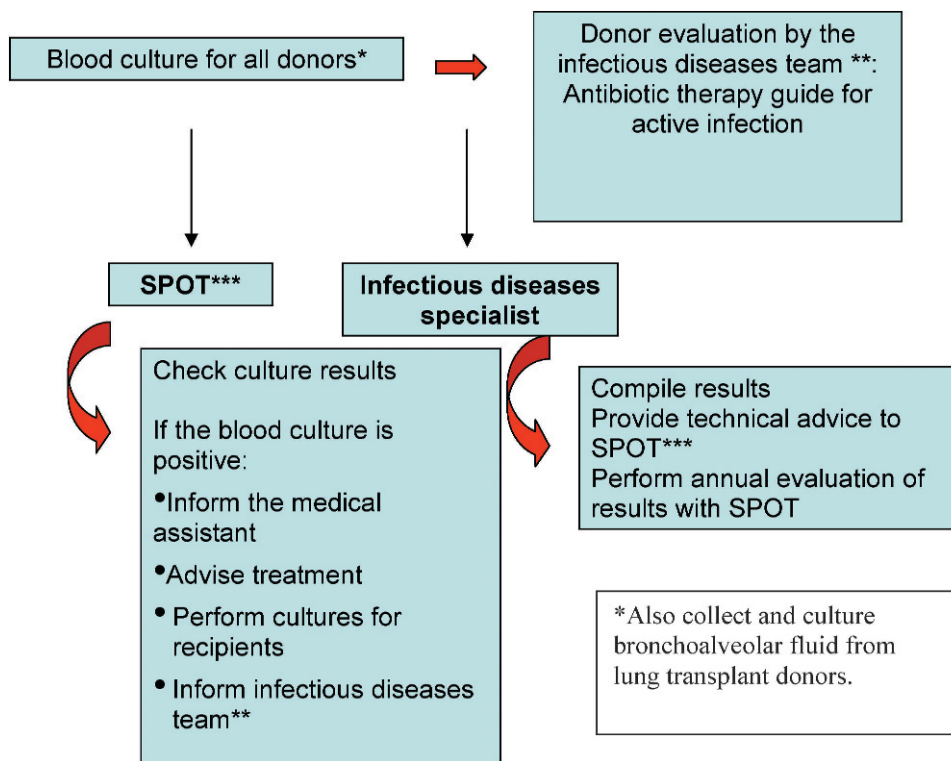 Blood culture for all donors*
Donor evaluation by the
infectious diseases team **:
Antibiotic therapy guide for
active infection
SPOT***
Infectious diseases
specialist
Check culture results
If the blood culture is
positive:
•Inform the medical
assistant
•Advise treatment
• Perform cultures for
recipients
• Inform infectious diseases
team**
Compile results
Provide technical advice to
SPOT***
Perform annual evaluation of
results with SPOT
*Also collect and culture
bronchoalveolar fluid from
lung transplant donors.